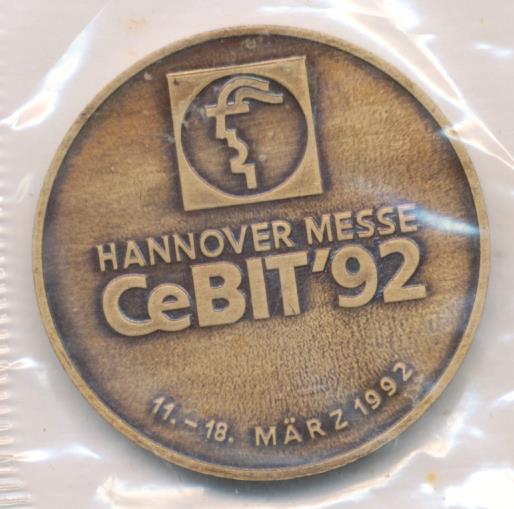 HANNOVER MESSE
CeBIT'92
11.-18. MÄRZ 1992